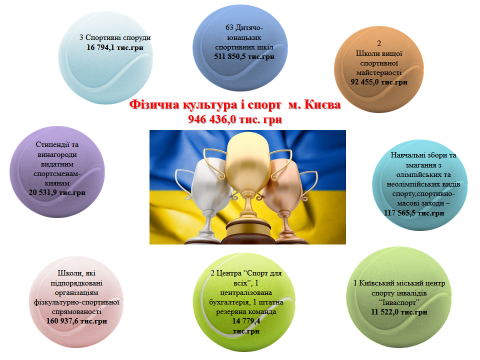 3 Спортивні споруди
16 794,1 тис.грн
63 Дитячо-
юнацьких
спортивних шкіл
511 850,5 тис.грн
2
Школи вищої
спортивної
майстерності
92 455,0 тис.грн
Фізична культура і спорт м. Києва
946 436,0 тис. грн
Стипендії та
винагороди
видатним
спортсменам-
киянам
20 531,9 тис.грн
Навчальні збори та
змагання з
олімпійських та
неолімпійських видів
спорту,спортивно-
масові заходи –
117 565,5 тис.грн
Школи, які
підпорядковані
організаціям
фізкультурно-спортивної
спрямованості
160 937,6 тис.грн
2 Центра "Спорт для
всіх", 1
централізована
бухгалтерія, 1 штатна
резервна команда
14 779,4
тис.грн
1 Київський міський центр
спорту інвалідів
"Інваспорт"
11 522,0 тис.грн